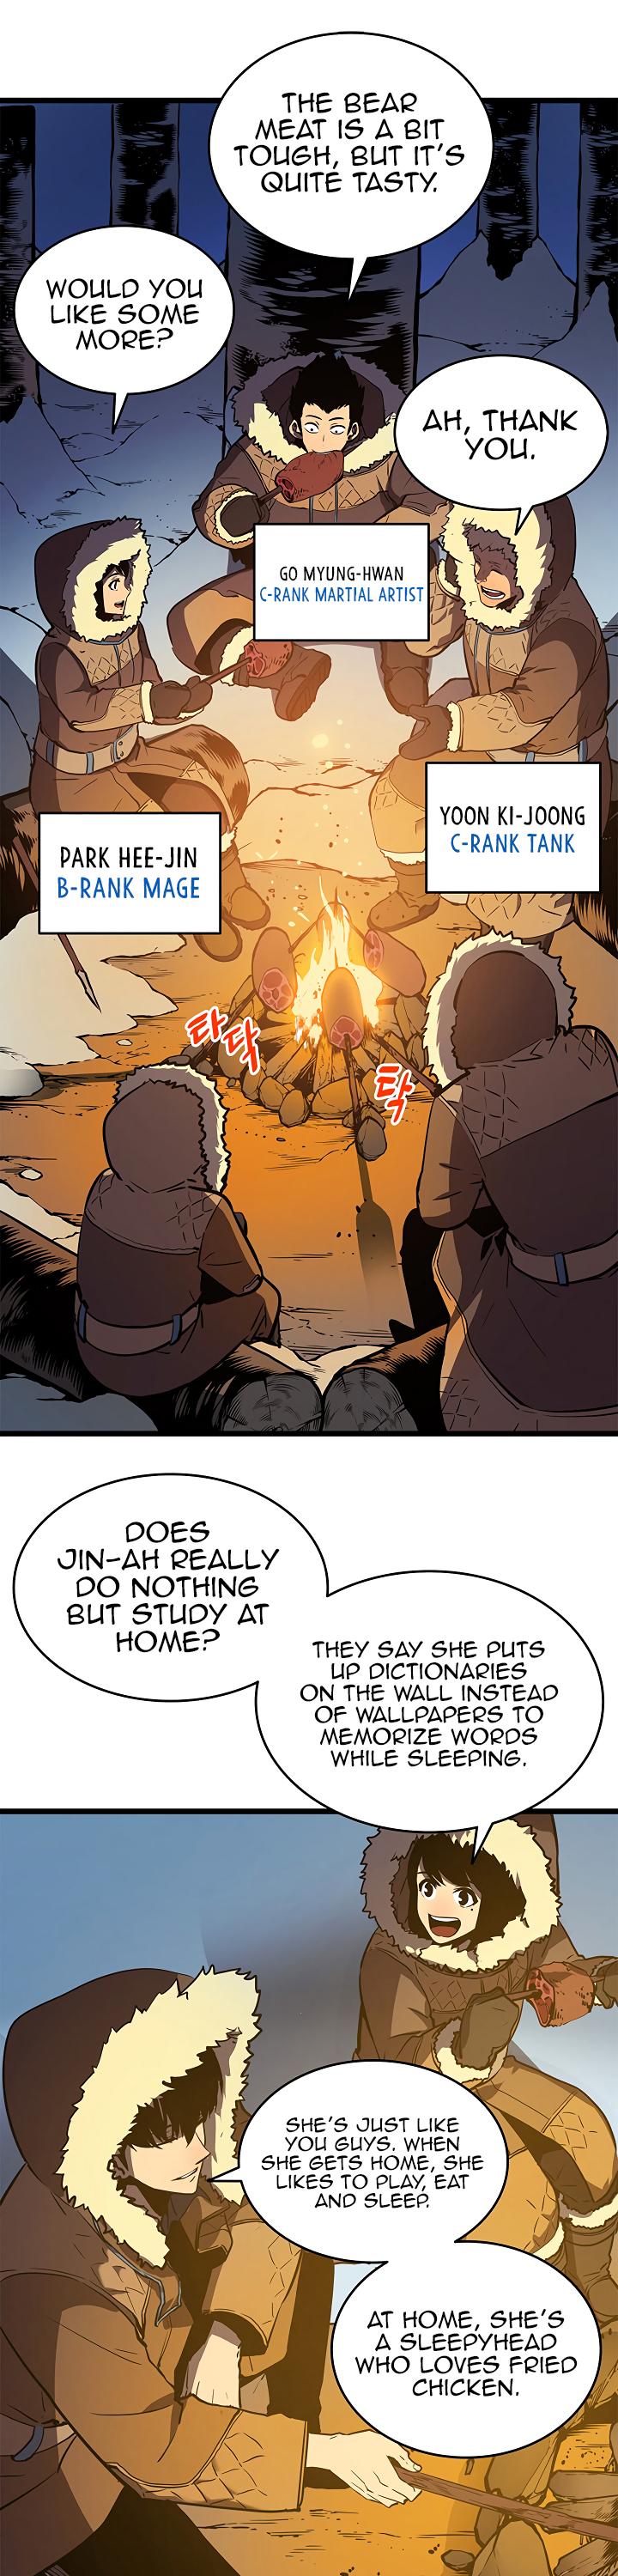 THE BEAR
MEAT IS A BIT
TOUGH, BUT IT'S
QUITE TASTY.
WOULD YOU
LIKE SOME
MORE?
AH, THANK
YOU.
GO MYUNG-HWAN
C-RANK MARTIAL ARTIST
YOON KI-JOONG
C-RANK TANK
PARK HEE-JIN
B-RANK MAGE
타
닥
탁
DOES
JIN-AH REALLY
DO NOTHING
BUT STUDY AT
HOME?
THEY SAY SHE PUTS
UP DICTIONARIES
ON THE WALL INSTEAD
OF WALLPAPERS TO
MEMORIZE WORDS
WHILE SLEEPING.
SHE'S JUST LIKE
YOU GUYS. WHEN
SHE GETS HOME, SHE
LIKES TO PLAY, EAT
AND SLEEP.
AT HOME, SHE'S
A SLEEPYHEAD
WHO LOVES FRIED
CHICKEN.